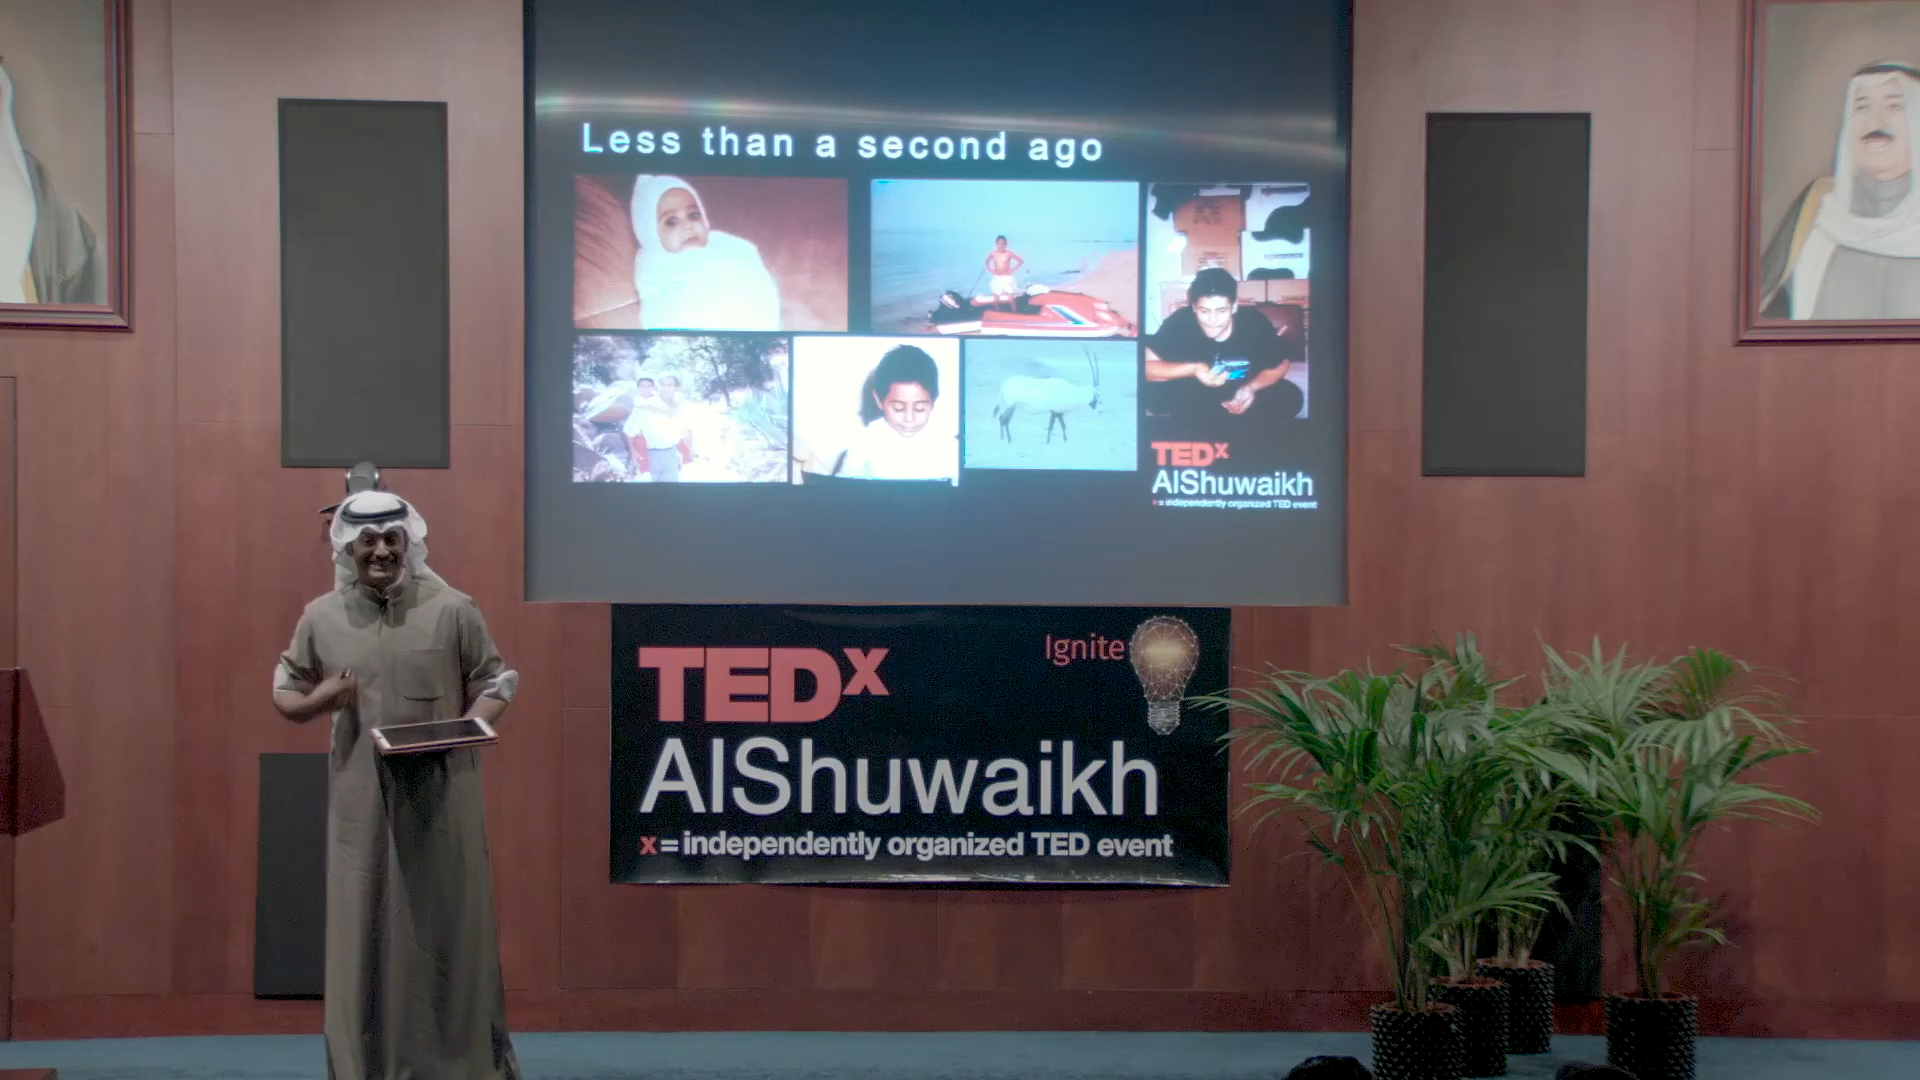 Less than a second ago
TEDx
AlShuwaikh
x = independently organized TED event
Ignite
TEDx
AlShuwaikh
x = independently organized TED event